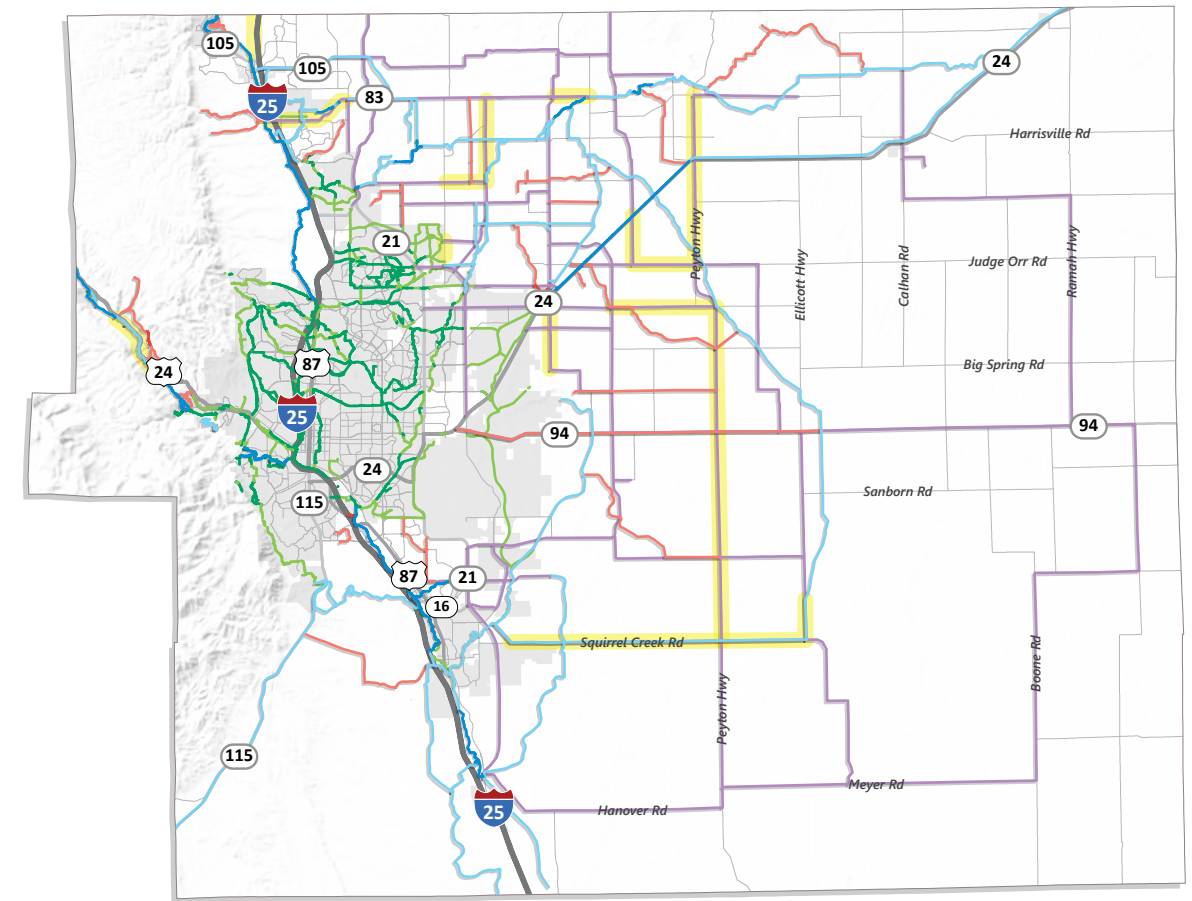 105
105
24
25
83
Harrisville Rd
21
Peyton Hwy
Ellicott Hwy
Calhan Rd
Judge Orr Rd
Ramah Hwy
24
87
24
Big Spring Rd
25
94
94
24
115
Sanborn Rd
87
21
16
Squirrel Creek Rd
Boone Rd
Peyton Hwy
115
Meyer Rd
25
Hanover Rd